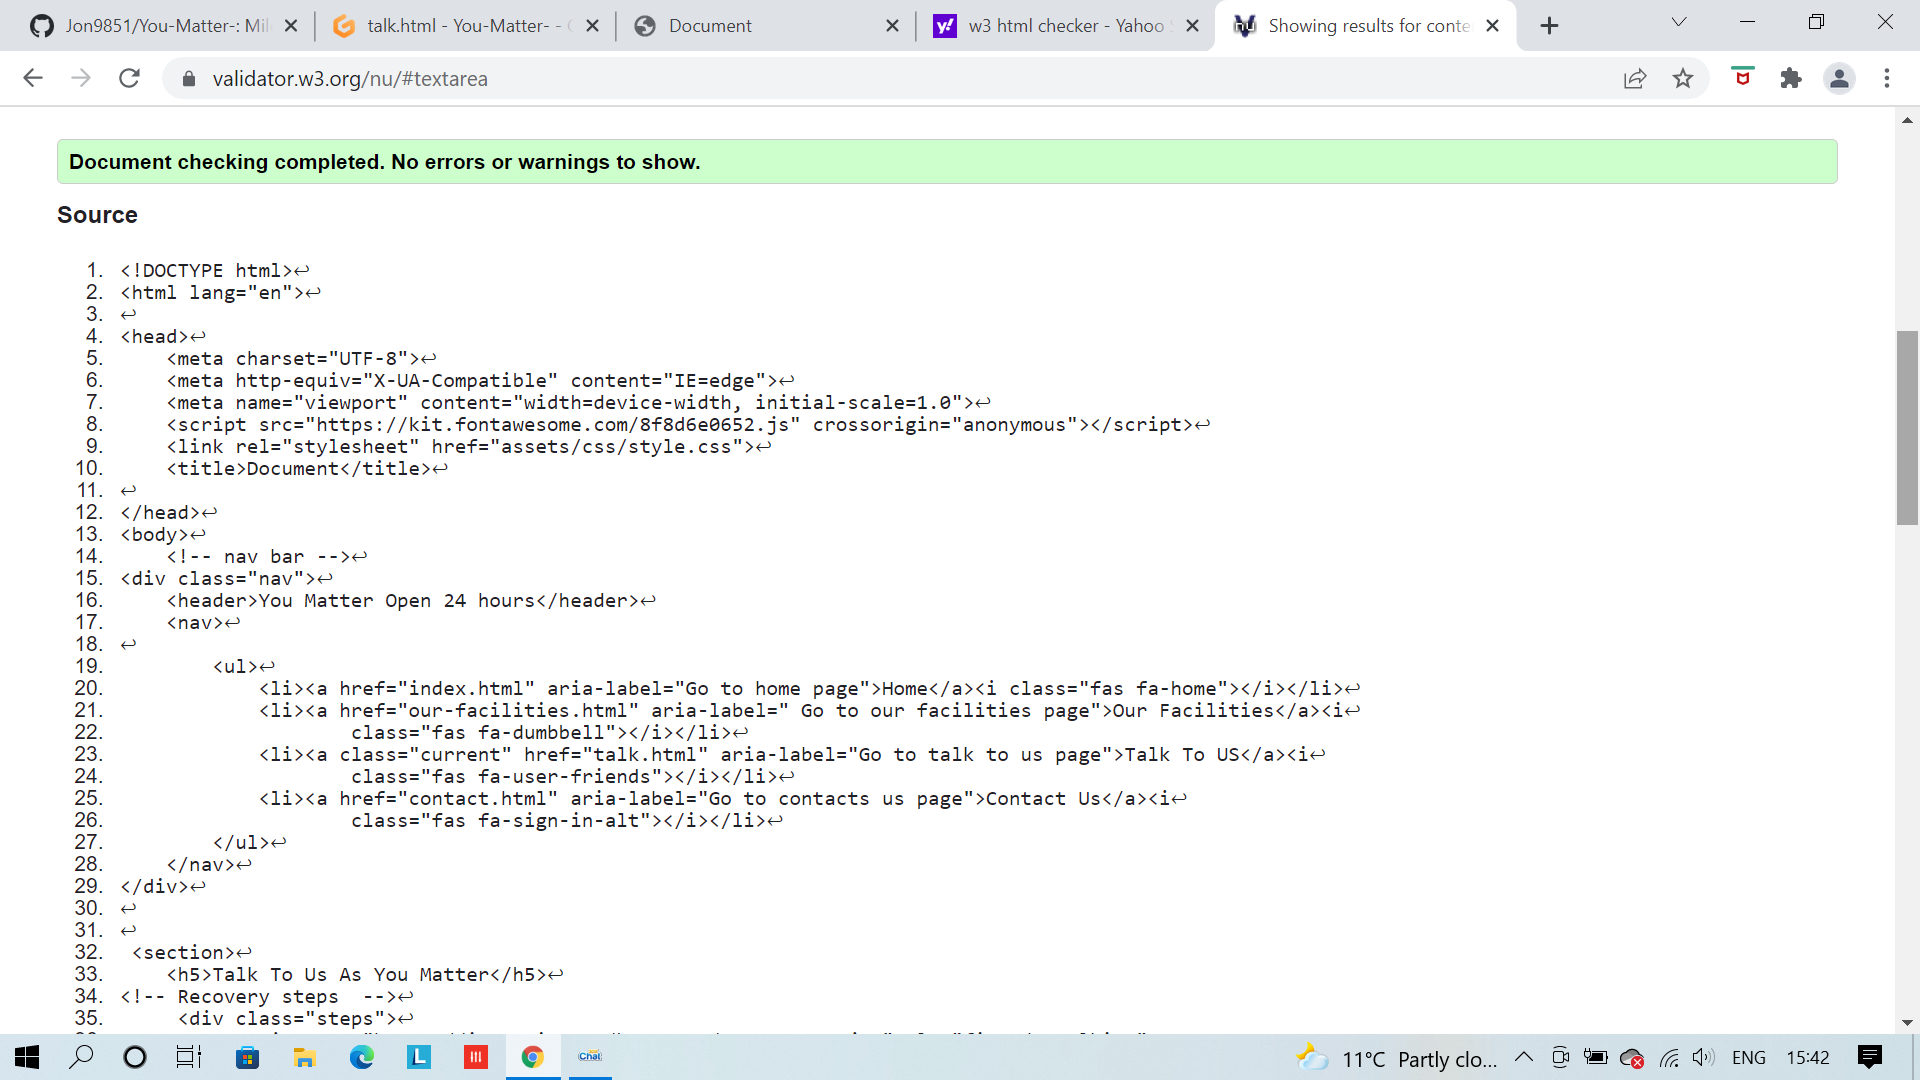 Jon9851/You-Matter-: Mil
talk.html - You-Matter- -
Document
w3 html checker - Yahoo
Showing results for conte
validator.w3.org/nu/#textarea
Document checking completed. No errors or warnings to show.
Source
1. <!DOCTYPE html>↩
2. <html lang="en">↩
3. ↩
4. <head>↩
5. <meta charset="UTF-8">↩
6. <meta http-equiv="X-UA-Compatible" content="IE=edge">↩
7. <meta name="viewport" content="width=device-width, initial-scale=1.0">↩
8. <script src="https://kit.fontawesome.com/8f8d6e0652.js" crossorigin="anonymous"></script>↩
9. <link rel="stylesheet" href="assets/css/style.css">↩
10. <title>Document</title>↩
11. ↩
12. </head>↩
13. <body>↩
14. <!-- nav bar -->↩
15. <div class="nav">↩
16. <header>You Matter Open 24 hours</header>↩
17. <nav>↩
18. ↩
19. <ul>↩
20. <li><a href="index.html" aria-label="Go to home page">Home</a><i class="fas fa-home"></i></li>↩
21. <li><a href="our-facilities.html" aria-label=" Go to our facilities page">Our Facilities</a><i↩
22. class="fas fa-dumbbell"></i></li>↩
23. <li><a class="current" href="talk.html" aria-label="Go to talk to us page">Talk To US</a><i↩
24. class="fas fa-user-friends"></i></li>↩
25. <li><a href="contact.html" aria-label="Go to contacts us page">Contact Us</a><i↩
26. class="fas fa-sign-in-alt"></i></li>↩
27. </ul>↩
28. </nav>↩
29. </div>↩
30. ↩
31. ↩
32. <section>↩
33. <h5>Talk To Us As You Matter</h5>↩
34. <!-- Recovery steps  -->↩
35. <div class="steps">↩
L
Chat
11°C Partly clo...
ENG
15:42